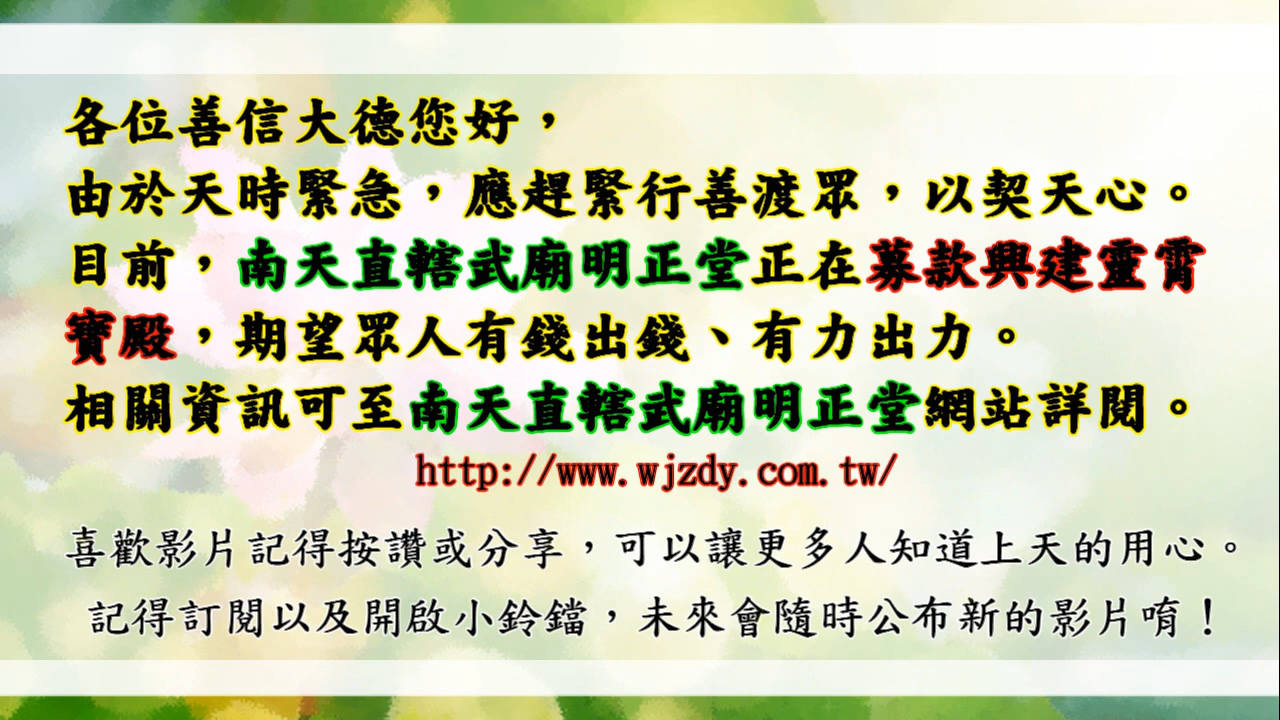 各位善信大德您好，
由於天時緊急，應趕緊行善渡眾，以契天心。
目前，南天直轄武廟明正堂正在募款興建靈霄
寶殿，期望眾人有錢出錢、有力出力。
相關資訊可至南天直轄武廟明正堂網站詳閱。
http://www.wjzdy.com.tw/
喜歡影片記得按讚或分享，可以讓更多人知道上天的用心。
記得訂閱以及開啟小鈴鐺，未來會隨時公布新的影片唷！